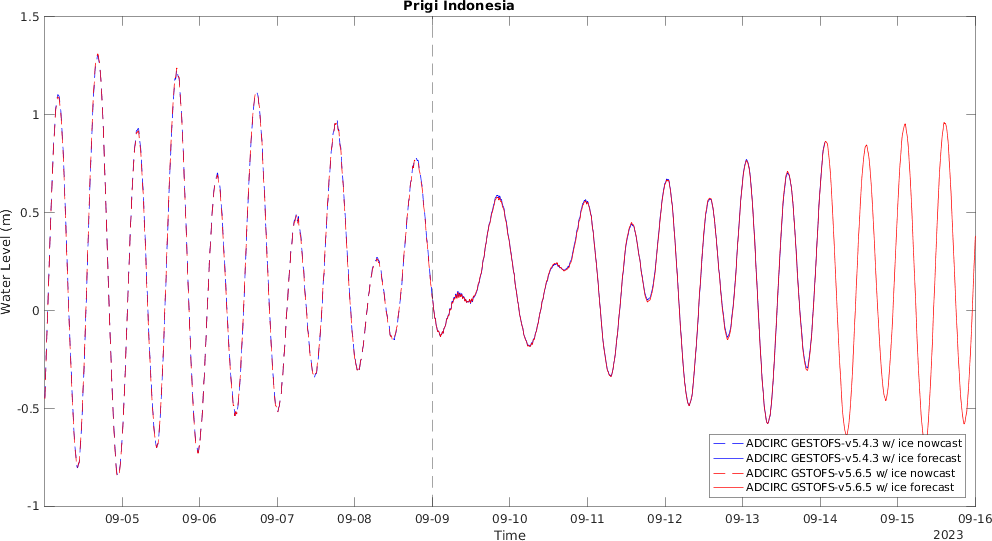 Prigi Indonesia
1.5
1
0.5
0
-0.5
-1
Water Level (m)
09-05 09-06 09-07 09-08 09-09 09-10 09-11 09-12 09-13 09-14 09-15 09-16
Time
2023
ADCIRC GESTOFS-v5.4.3 w/ ice nowcast
ADCIRC GESTOFS-v5.4.3 w/ ice forecast
ADCIRC GSTOFS-v5.6.5 w/ ice nowcast
ADCIRC GSTOFS-v5.6.5 w/ ice forecast